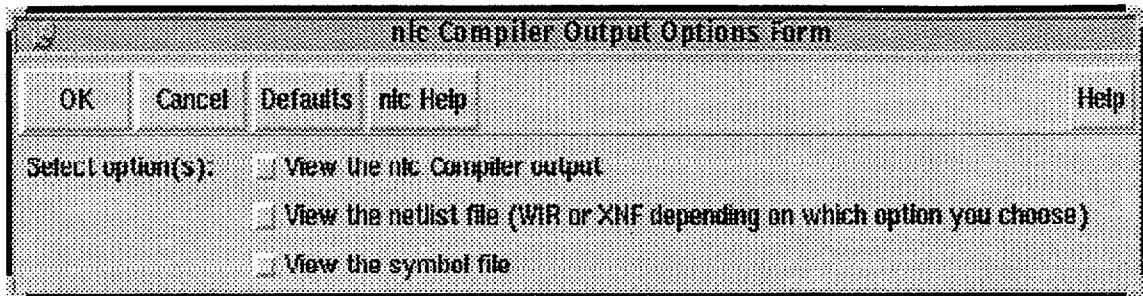 nlc Compiler Output Options Form
OK Cancel Defaults nlc Help Help
Select option(s): View the nlc Compiler output
View the netlist file (WIR or XNF depending on which option you choose)
View the symbol file